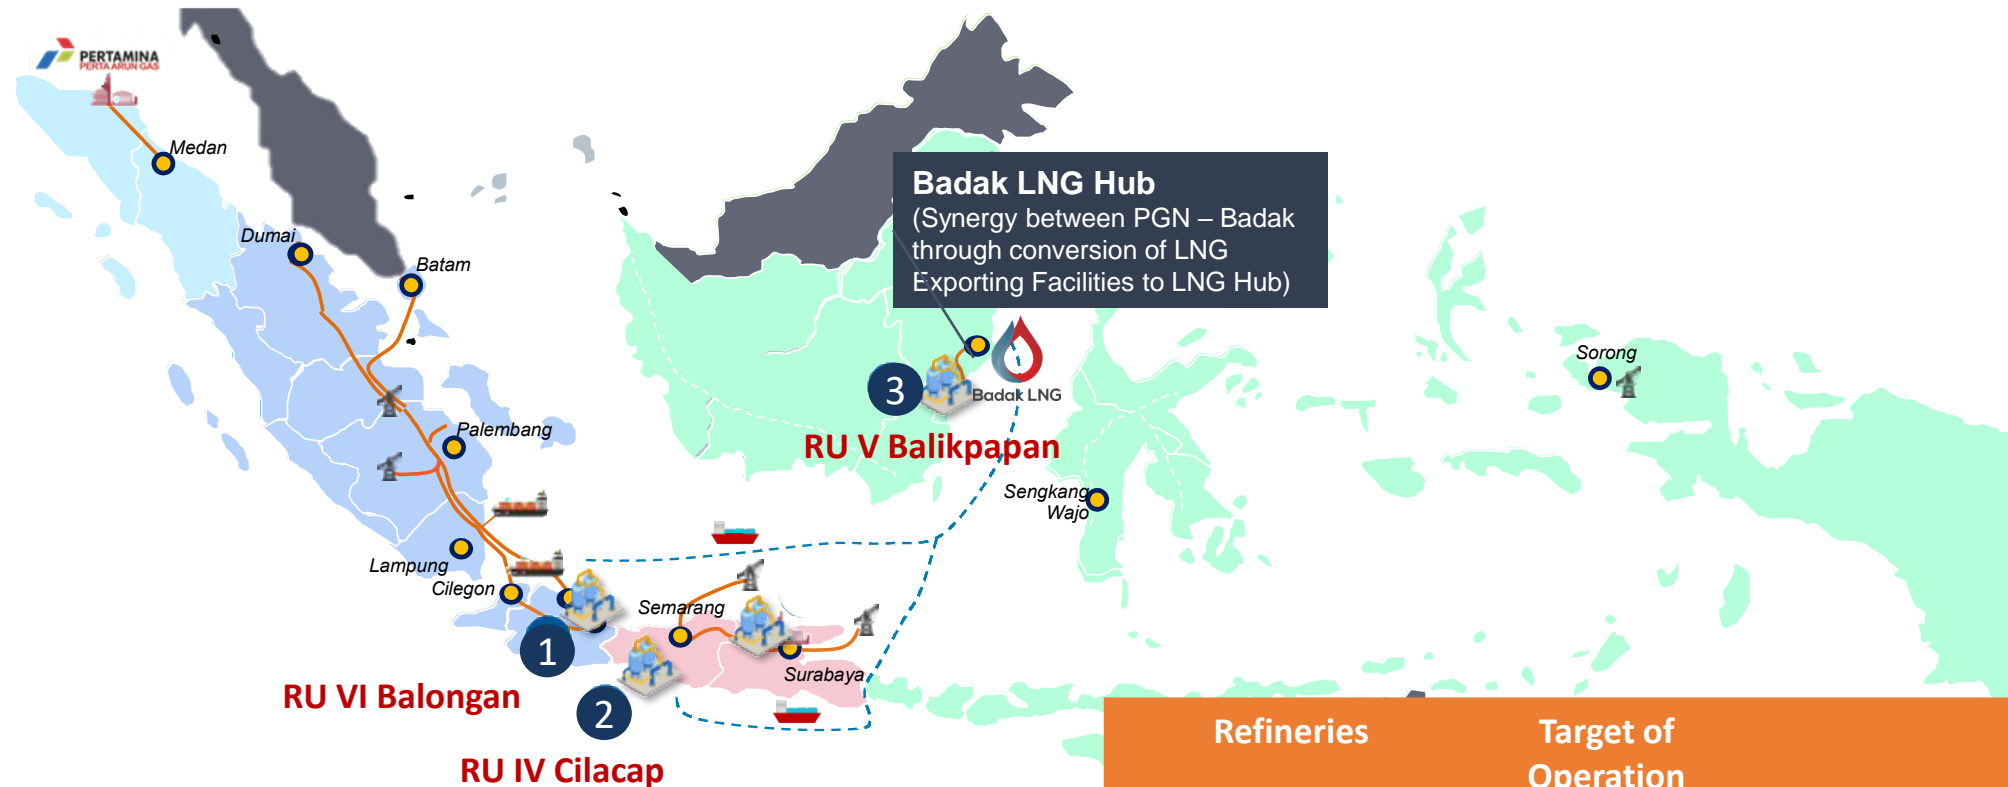 PERTAMINA
PERTA ARUN GAS
Medan
Dumai
Batam
Badak LNG Hub
(Synergy between PGN – Badak
through conversion of LNG
Exporting Facilities to LNG Hub)
Sorong
3
Badak LNG
Palembang
RU V Balikpapan
Sengkang
Wajo
Lampung
Cilegon
Semarang
1
Surabaya
RU VI Balongan
2
RU IV Cilacap
Refineries
Target of
Operation